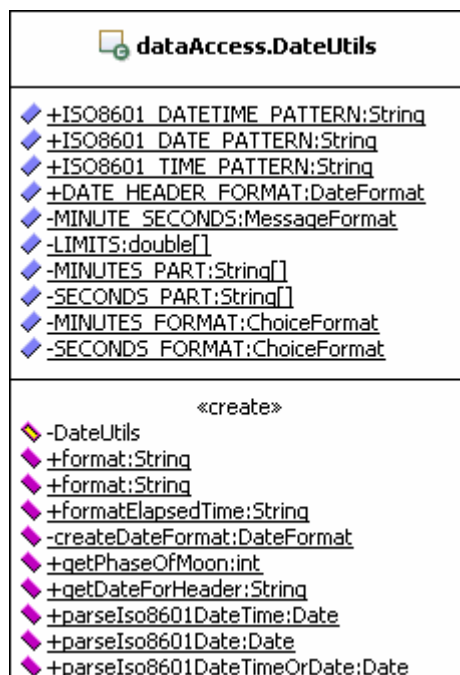 dataAccess.DateUtils
+ISO8601_DATETIME_PATTERN:String
+ISO8601_DATE_PATTERN:String
+ISO8601_TIME_PATTERN:String
+DATE_HEADER_FORMAT:DateFormat
-MINUTE_SECONDS:MessageFormat
-LIMITS:double[]
-MINUTES_PART:String[]
-SECONDS_PART:String[]
-MINUTES_FORMAT:ChoiceFormat
-SECONDS_FORMAT:ChoiceFormat
«create»
-DateUtils
+format:String
+format:String
+formatElapsedTime:String
-createDateFormat:DateFormat
+getPhaseOfMoon:int
+getDateForHeader:String
+parseIso8601DateTime:Date
+parseIso8601Date:Date
+parseIso8601DateTimeOrDate:Date